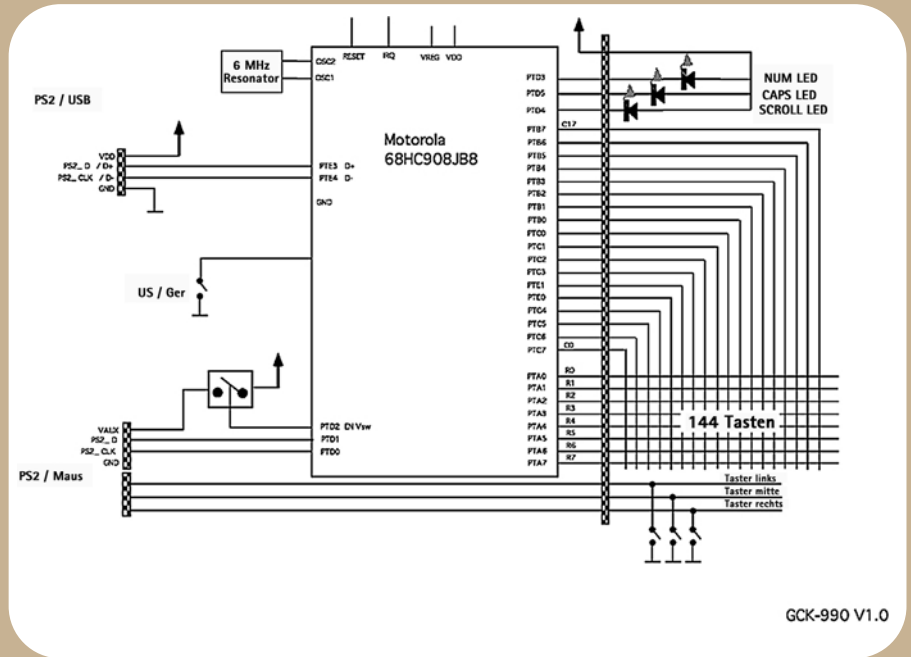 RESET IRQ VREG VDD
6 MHz
Resonator
OSC2
OSC1
PS2 / USB
VDD
PS2_D / D+
PS2_CLK / D-
GND
PTE3 D+
PTE4 D-
GND
Motorola
68HC908JB8
US / Ger
VAUX
PS2_D
PS2_CLK
GND
PTD2 EN Vsw
PTD1
PTD0
PS2 / Maus
PTD3
PTD5
PTD4
NUM LED
CAPS LED
SCROLL LED
PTB7 C17
PTB6
PTB5
PTB4
PTB3
PTB2
PTB1
PTB0
PTC0
PTC1
PTC2
PTC3
PTE1
PTE0
PTC4
PTC5
PTC6
PTC7 C0
PTA0 R0
PTA1 R1
PTA2 R2
PTA3 R3
PTA4 R4
PTA5 R5
PTA6 R6
PTA7 R7
144 Tasten
Taster links
Taster mitte
Taster rechts
GCK-990 V1.0